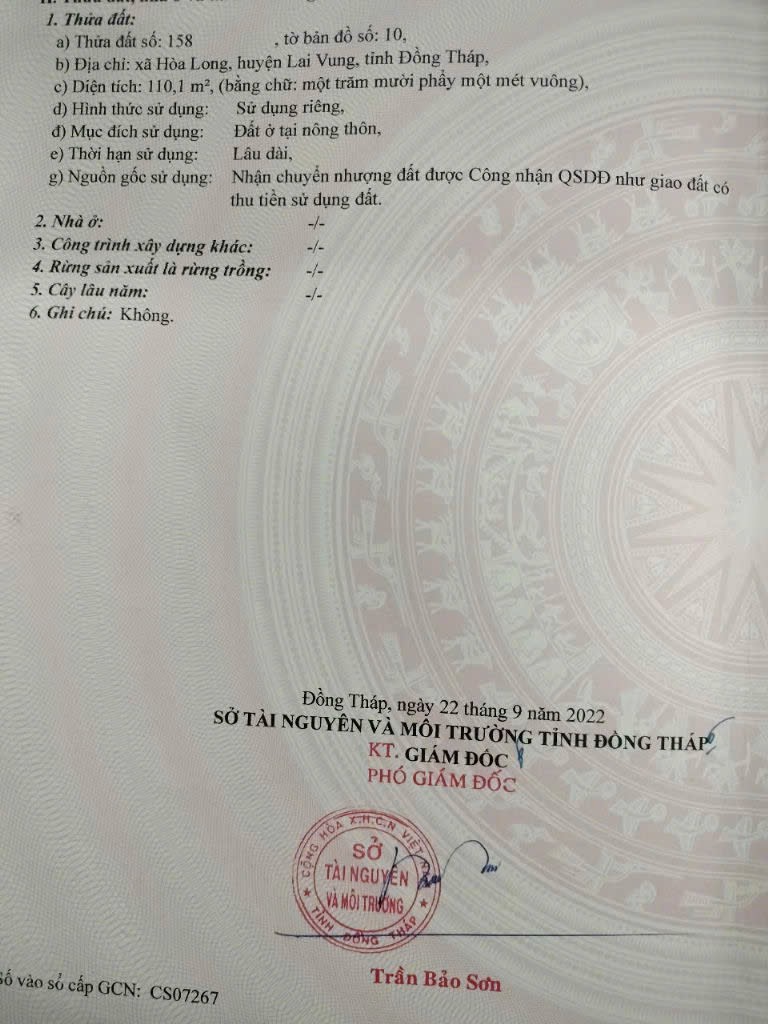 1. Thửa đất:
a) Thửa đất số: 158 , tờ bản đồ số: 10,
b) Địa chỉ: xã Hòa Long, huyện Lai Vung, tỉnh Đồng Tháp,
c) Diện tích: 110,1 m², (bằng chữ: một trăm mười phẩy một mét vuông),
d) Hình thức sử dụng: Sử dụng riêng,
đ) Mục đích sử dụng: Đất ở tại nông thôn,
e) Thời hạn sử dụng: Lâu dài,
g) Nguồn gốc sử dụng: Nhận chuyển nhượng đất được Công nhận QSDĐ như giao đất có
thu tiền sử dụng đất.
2. Nhà ở: -/-
3. Công trình xây dựng khác: -/-
4. Rừng sản xuất là rừng trồng: -/-
5. Cây lâu năm: -/-
6. Ghi chú: Không.
Đồng Tháp, ngày 22 tháng 9 năm 2022
SỞ TÀI NGUYÊN VÀ MÔI TRƯỜNG TỈNH ĐỒNG THÁP
KT. GIÁM ĐỐC
PHÓ GIÁM ĐỐC
CỘNG HÒA X.H.C.N VIỆT
SỞ
TÀI NGUYÊN
VÀ MÔI TRƯỜNG
TỈNH ĐỒNG THÁP
Trần Bảo Sơn
Số vào sổ cấp GCN: CS07267